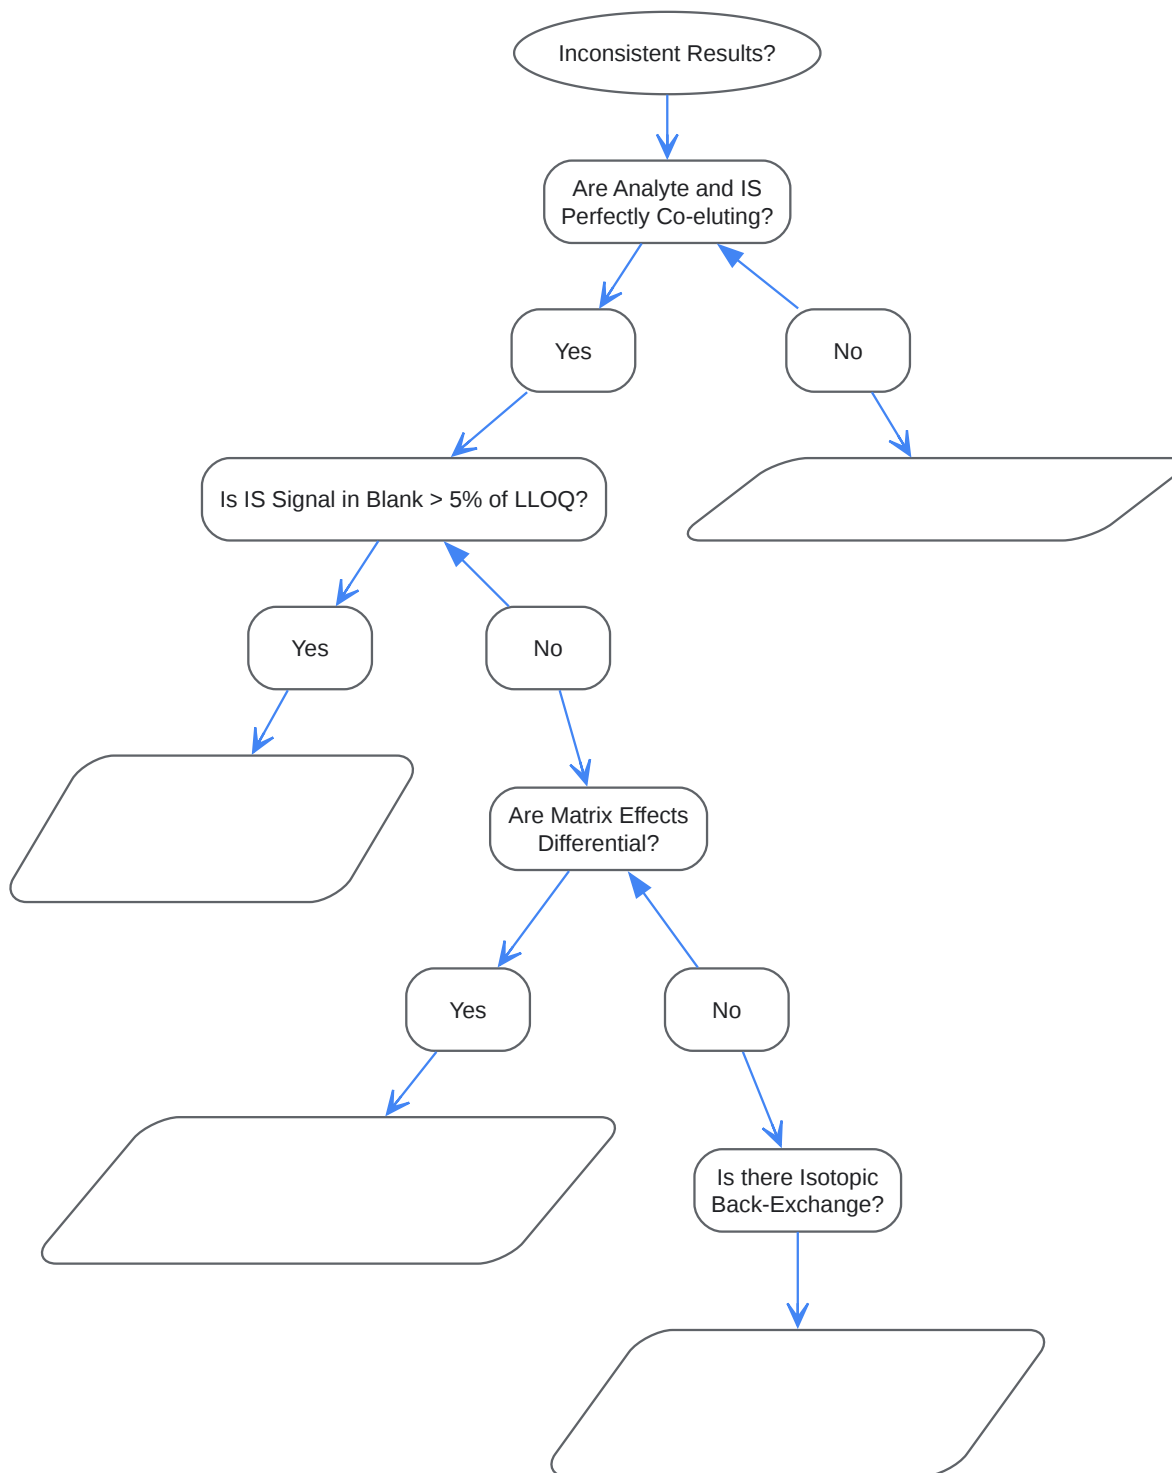 Inconsistent Results?
Are Analyte and IS
Perfectly Co-eluting?
Yes
No
Is IS Signal in Blank > 5% of LLOQ?
Yes
No
Are Matrix Effects
Differential?
Yes
No
Is there Isotopic
Back-Exchange?